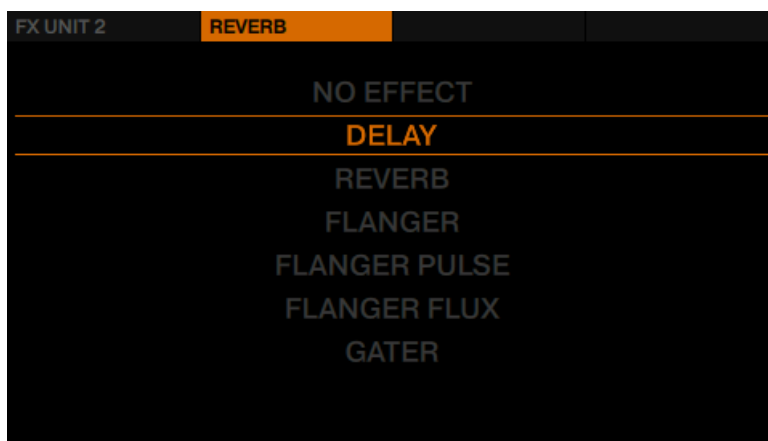 FX UNIT 2 REVERB
NO EFFECT
DELAY
REVERB
FLANGER
FLANGER PULSE
FLANGER FLUX
GATER